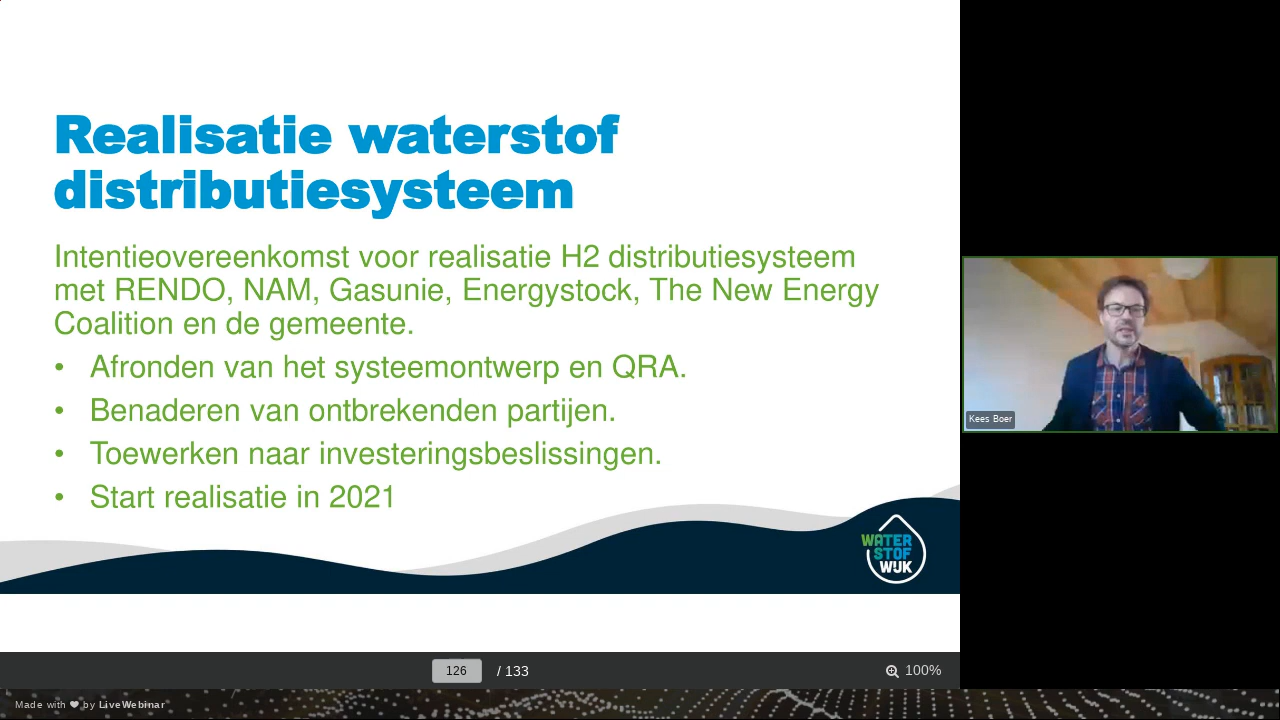 Realisatie waterstof
distributiesysteem
Intentieovereenkomst voor realisatie H2 distributiesysteem
met RENDO, NAM, Gasunie, Energystock, The New Energy
Coalition en de gemeente.
• Afronden van het systeemontwerp en QRA.
• Benaderen van ontbrekenden partijen.
• Toewerken naar investeringsbeslissingen.
• Start realisatie in 2021
WATER
STOF
WIJK
Kees Boer
126 / 133
100%
Made with ❤ by LiveWebinar